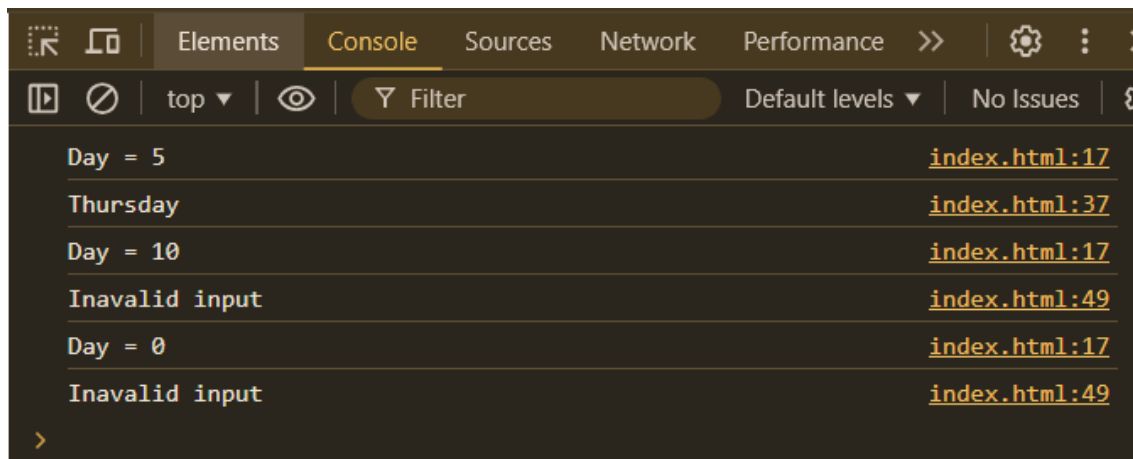 Elements Console Sources Network Performance
top Filter Default levels No Issues
Day = 5 index.html:17
Thursday index.html:37
Day = 10 index.html:17
Inavalid input index.html:49
Day = 0 index.html:17
Inavalid input index.html:49